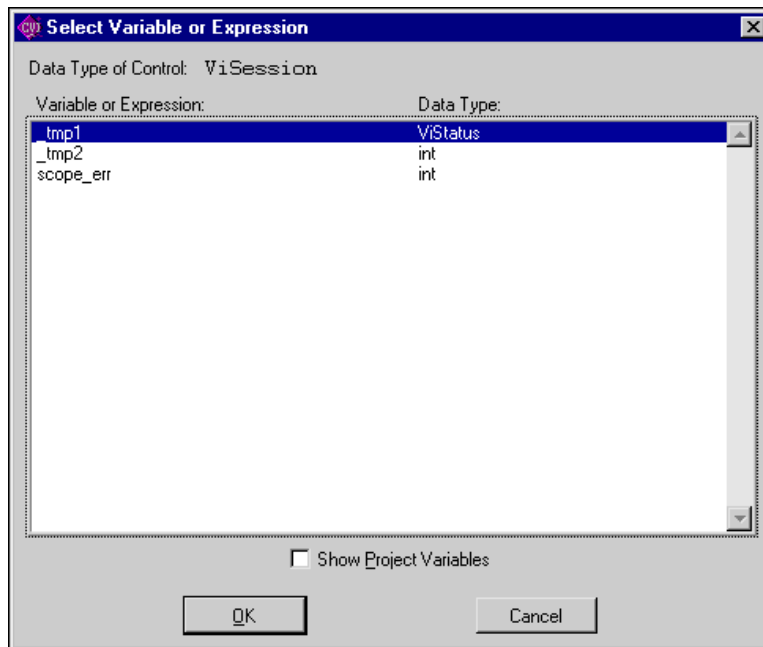 CVI Select Variable or Expression
Data Type of Control: ViSession
Variable or Expression: Data Type:
_tmp1 ViStatus
_tmp2 int
scope_err int
Show Project Variables
OK Cancel